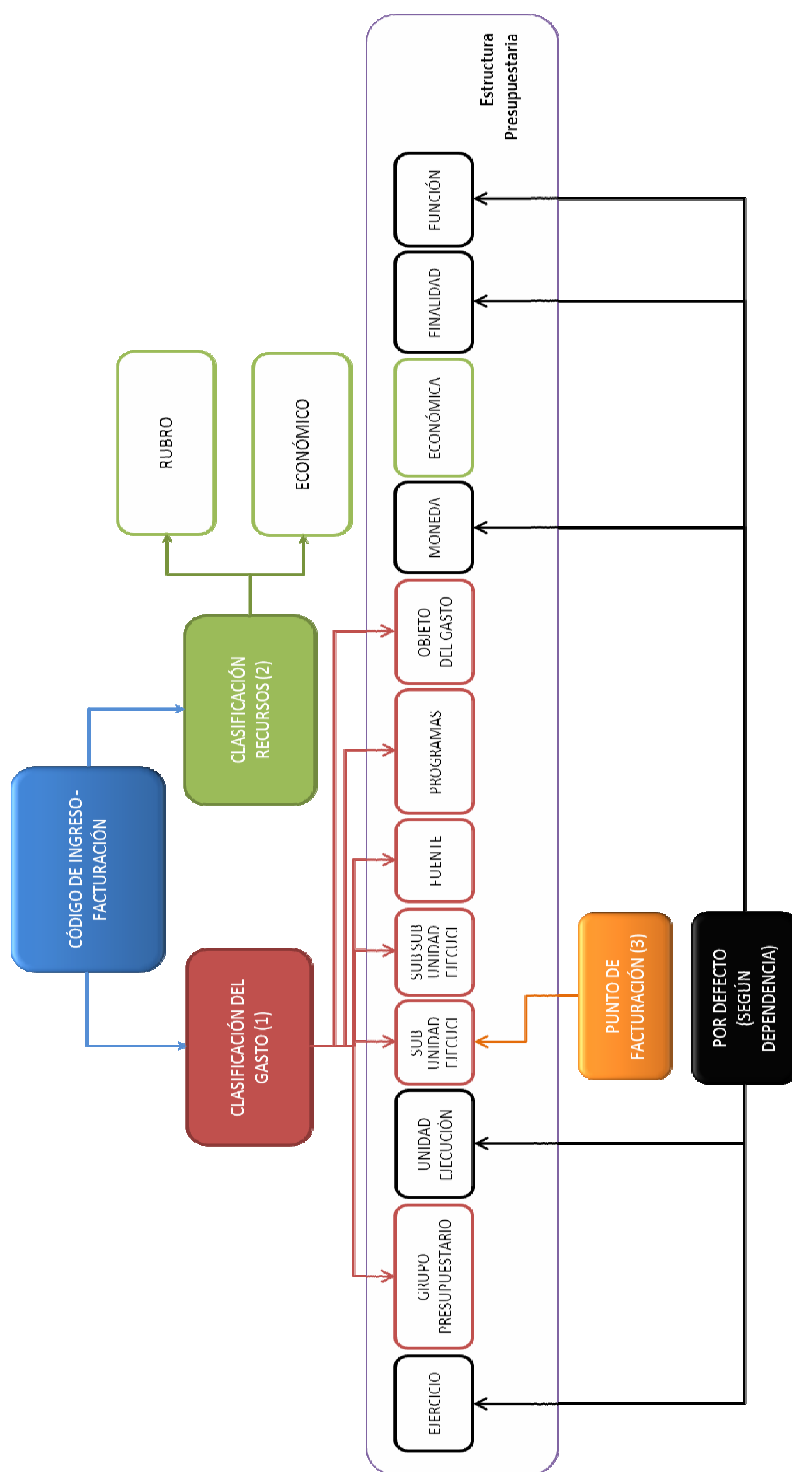 CÓDIGO DE INGRESO -
FACTURACIÓN
CLASIFICACIÓN DEL
GASTO (1)
CLASIFICACIÓN
RECURSOS (2)
RUBRO
ECONÓMICO
EJERCICIO
GRUPO
PRESUPUESTARIO
UNIDAD
EJECUCIÓN
SUB
UNIDAD
EJECUCI
SUBSUB
UNIDAD
EJECUCI
FUENTE
PROGRAMAS
OBJETO
DEL GASTO
MONEDA
ECONÓMICA
FINALIDAD
FUNCIÓN
Estructura
Presupuestaria
PUNTO DE
FACTURACIÓN (3)
POR DEFECTO
(SEGÚN
DEPENDENCIA)